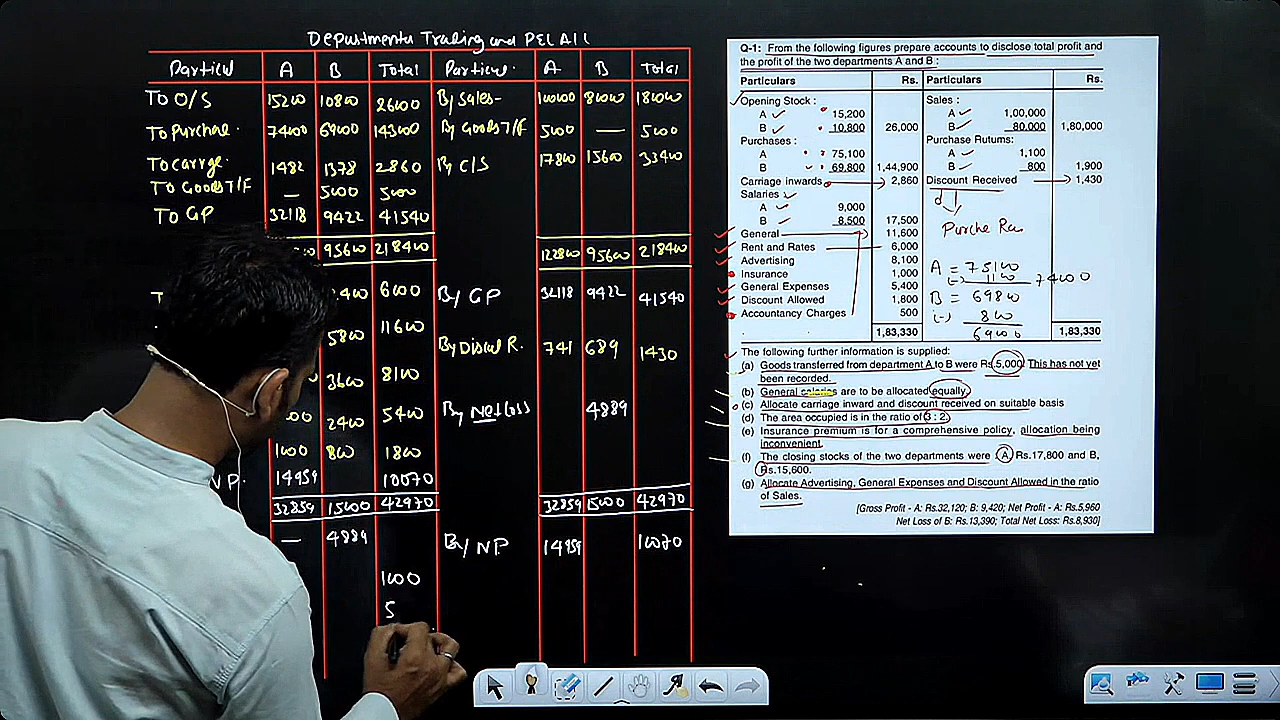 Departmental Trading and P&L A/c
Particul A B Total Particul. A B Total
To O/S 15200 10800 26000 By Sales- 100000 80000 180000
To purchase. 74000 69000 143000 By Goods T/F 5000 — 5000
To carrge. 1482 1378 2860 By C/S 17800 15600 33400
To Goods T/F — 5000 5000
To GP 32118 9422 41540
95600 218400 122800 95600 218400
6000 By GP 32118 9422 41540
5800 11600
By Discut R. 741 689 1430
3600 8100
2400 5400 By Net Loss 4889
1000 800 1800
NP. 14959 10070
32859 15000 42970 32859 15000 42970
— 4889 By NP 14959 10070
1000
5
Q-1: From the following figures prepare accounts to disclose total profit and
the profit of the two departments A and B :
Particulars Rs. Particulars Rs.
Opening Stock : Sales :
A 15,200 A 1,00,000
B 10,800 26,000 B 80,000 1,80,000
Purchases : Purchase Rutums:
A 75,100 A 1,100
B 69,800 1,44,900 B 800 1,900
Carriage inwards 2,860 Discount Received 1,430
Salaries
A 9,000
B 8,500 17,500
General 11,600
Rent and Rates 6,000
Advertising 8,100
Insurance 1,000
General Expenses 5,400
Discount Allowed 1,800
Accountancy Charges 500
1,83,330 1,83,330
A = 75100
(-) 1100 74000
B = 69800
(-) 800
69000
The following further information is supplied:
(a) Goods transferred from department A to B were Rs.5,000. This has not yet
been recorded.
(b) General salaries are to be allocated equally.
(c) Allocate carriage inward and discount received on suitable basis
(d) The area occupied is in the ratio of 3 : 2.
(e) Insurance premium is for a comprehensive policy, allocation being
inconvenient.
(f) The closing stocks of the two departments were : A, Rs.17,800 and B,
Rs.15,600.
(g) Allocate Advertising, General Expenses and Discount Allowed in the ratio
of Sales.
[Gross Profit - A: Rs.32,120; B: 9,420; Net Profit - A: Rs.5,960
Net Loss of B: Rs.13,390; Total Net Loss: Rs.8,930]